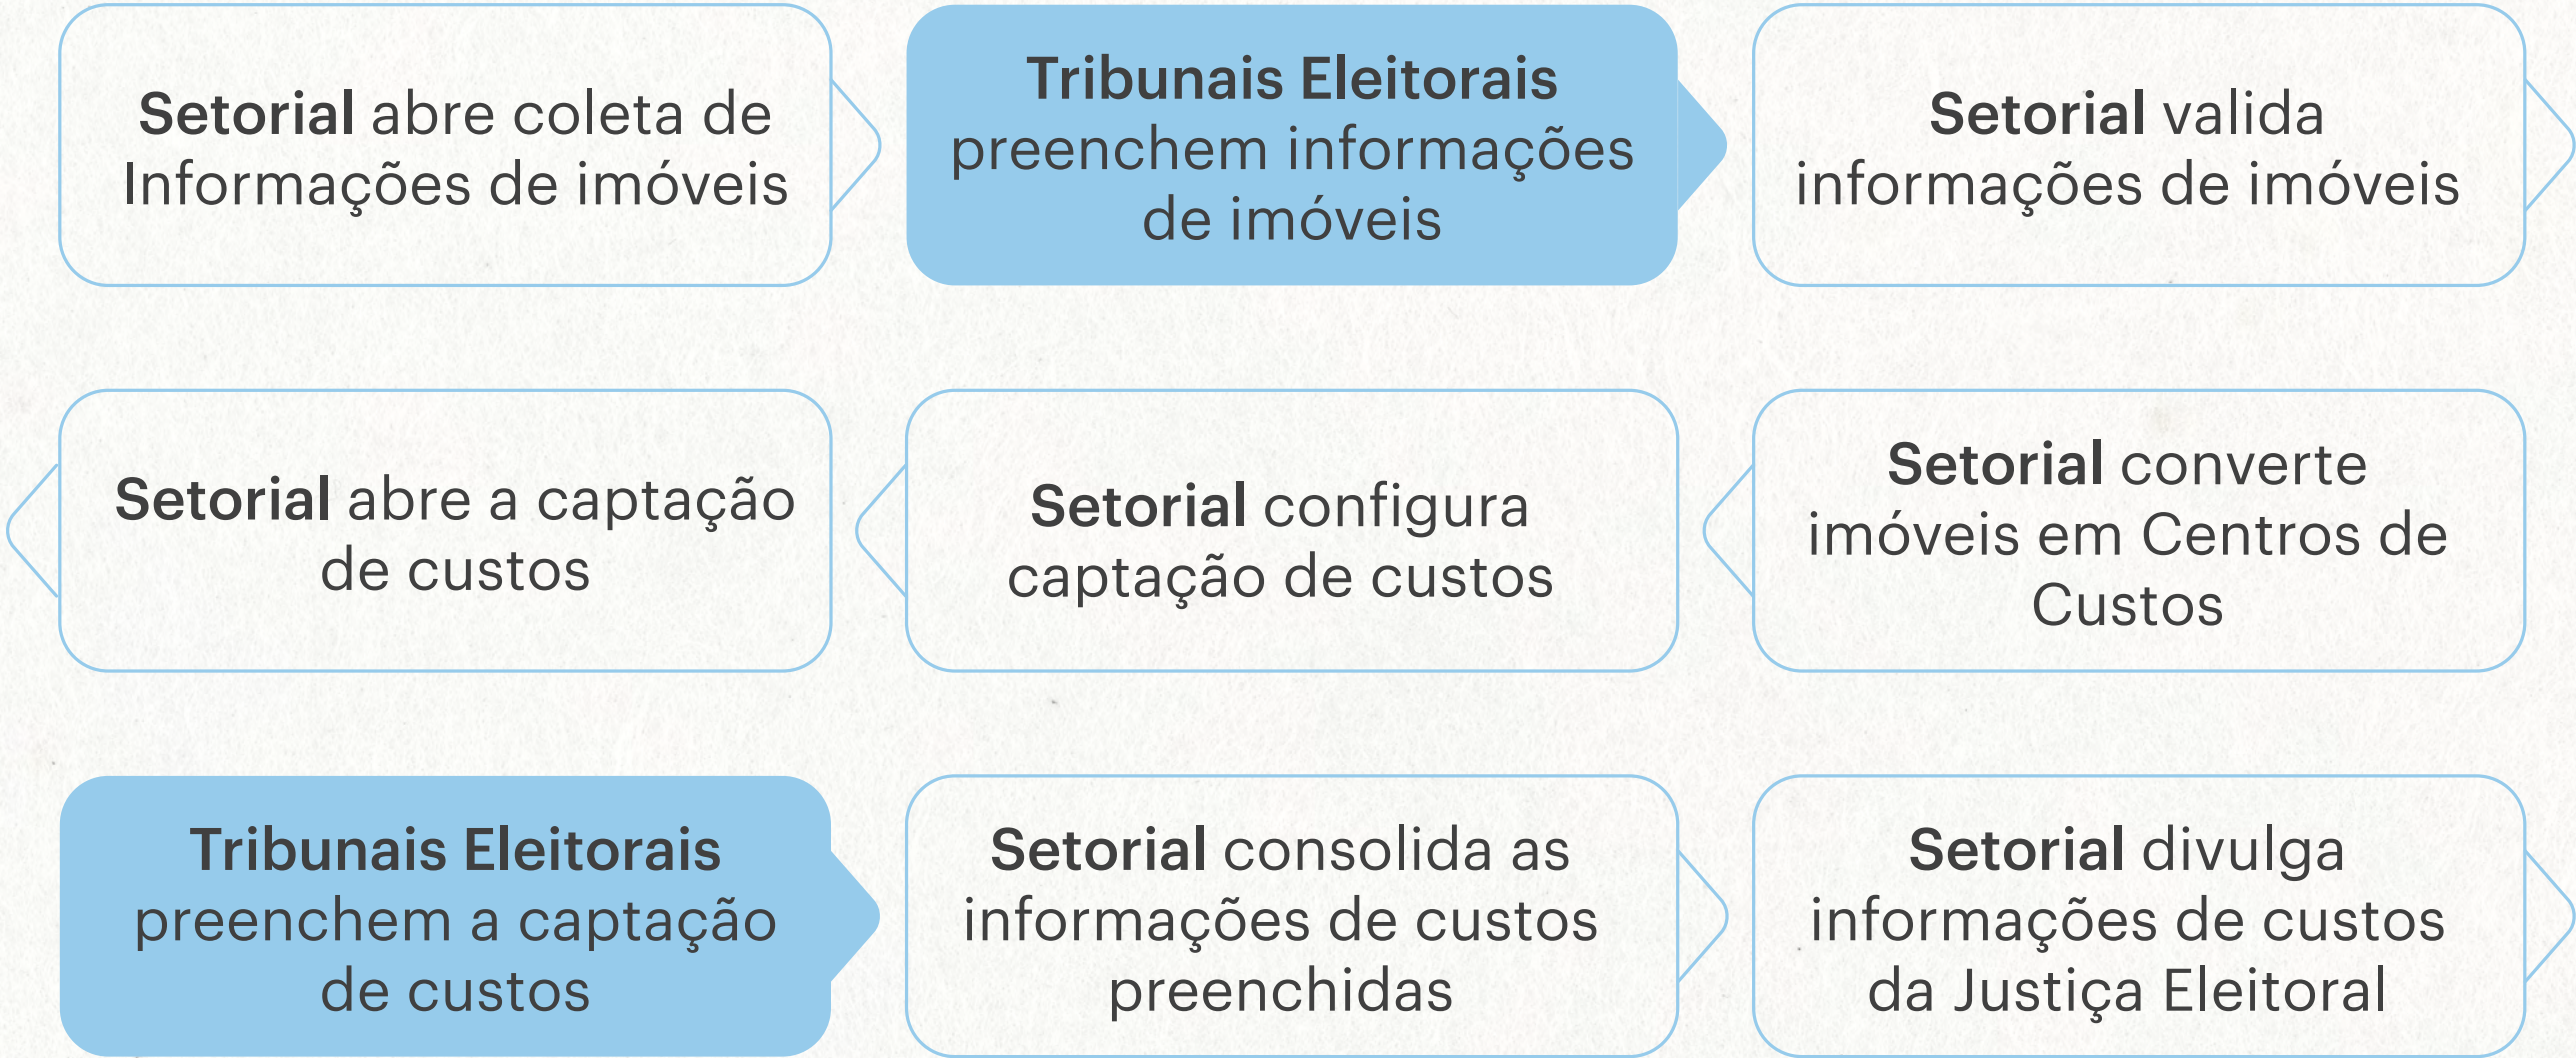 Setorial abre coleta de
Informações de imóveis
Tribunais Eleitorais
preenchem informações
de imóveis
Setorial valida
informações de imóveis
Setorial converte
imóveis em Centros de
Custos
Setorial configura
captação de custos
Setorial abre a captação
de custos
Tribunais Eleitorais
preenchem a captação
de custos
Setorial consolida as
informações de custos
preenchidas
Setorial divulga
informações de custos
da Justiça Eleitoral